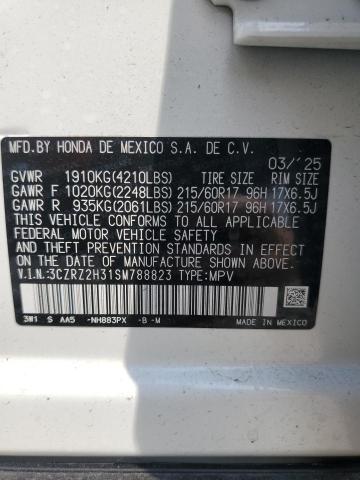 MFD.BY HONDA DE MEXICO S.A. DE C.V.
03/'25
GVWR 1910KG(4210LBS) TIRE SIZE RIM SIZE
GAWR F 1020KG(2248LBS) 215/60R17 96H 17X6.5J
GAWR R 935KG(2061LBS) 215/60R17 96H 17X6.5J
THIS VEHICLE CONFORMS TO ALL APPLICABLE
FEDERAL MOTOR VEHICLE SAFETY, BUMPER,
AND THEFT PREVENTION STANDARDS IN EFFECT
ON THE DATE OF MANUFACTURE SHOWN ABOVE.
V.I.N.:3CZRZ2H31SM788823 TYPE:MPV
3W1 S AA5 -NH883PX -B -M
MADE IN MEXICO